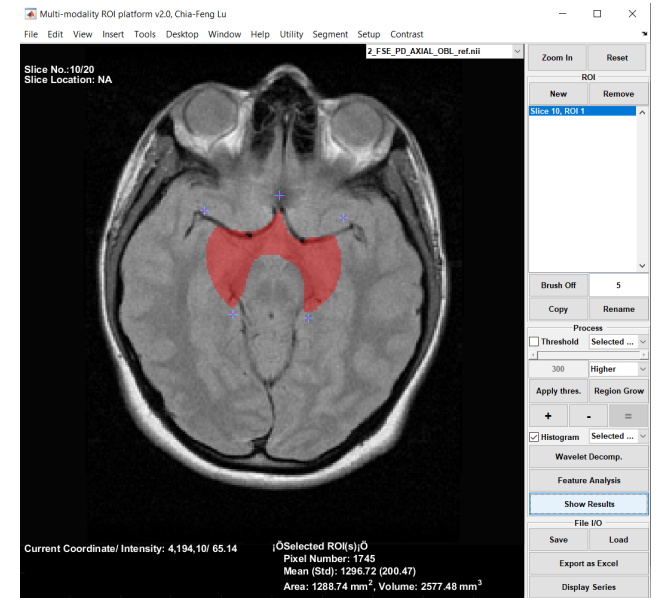 Multi-modality ROI platform v2.0, Chia-Feng Lu
File Edit View Insert Tools Desktop Window Help Utility Segment Setup Contrast
2_FSE_PD_AXIAL_OBL_ref.nii
Slice No.:10/20
Slice Location: NA
Zoom In Reset
ROI
New Remove
Slice 10, ROI 1
Brush Off 5
Copy Rename
Process
Threshold Selected ...
300 Higher
Apply thres. Region Grow
+ - =
Histogram Selected ...
Wavelet Decomp.
Feature Analysis
Show Results
File I/O
Save Load
Export as Excel
Display Series
Current Coordinate/ Intensity: 4,194,10/ 65.14
¡ÖSelected ROI(s)¡Ö
Pixel Number: 1745
Mean (Std): 1296.72 (200.47)
Area: 1288.74 mm², Volume: 2577.48 mm³